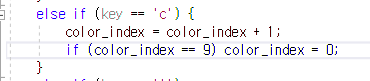 else if (key == 'c') {
color_index = color_index + 1;
if (color_index == 9) color_index = 0;
}